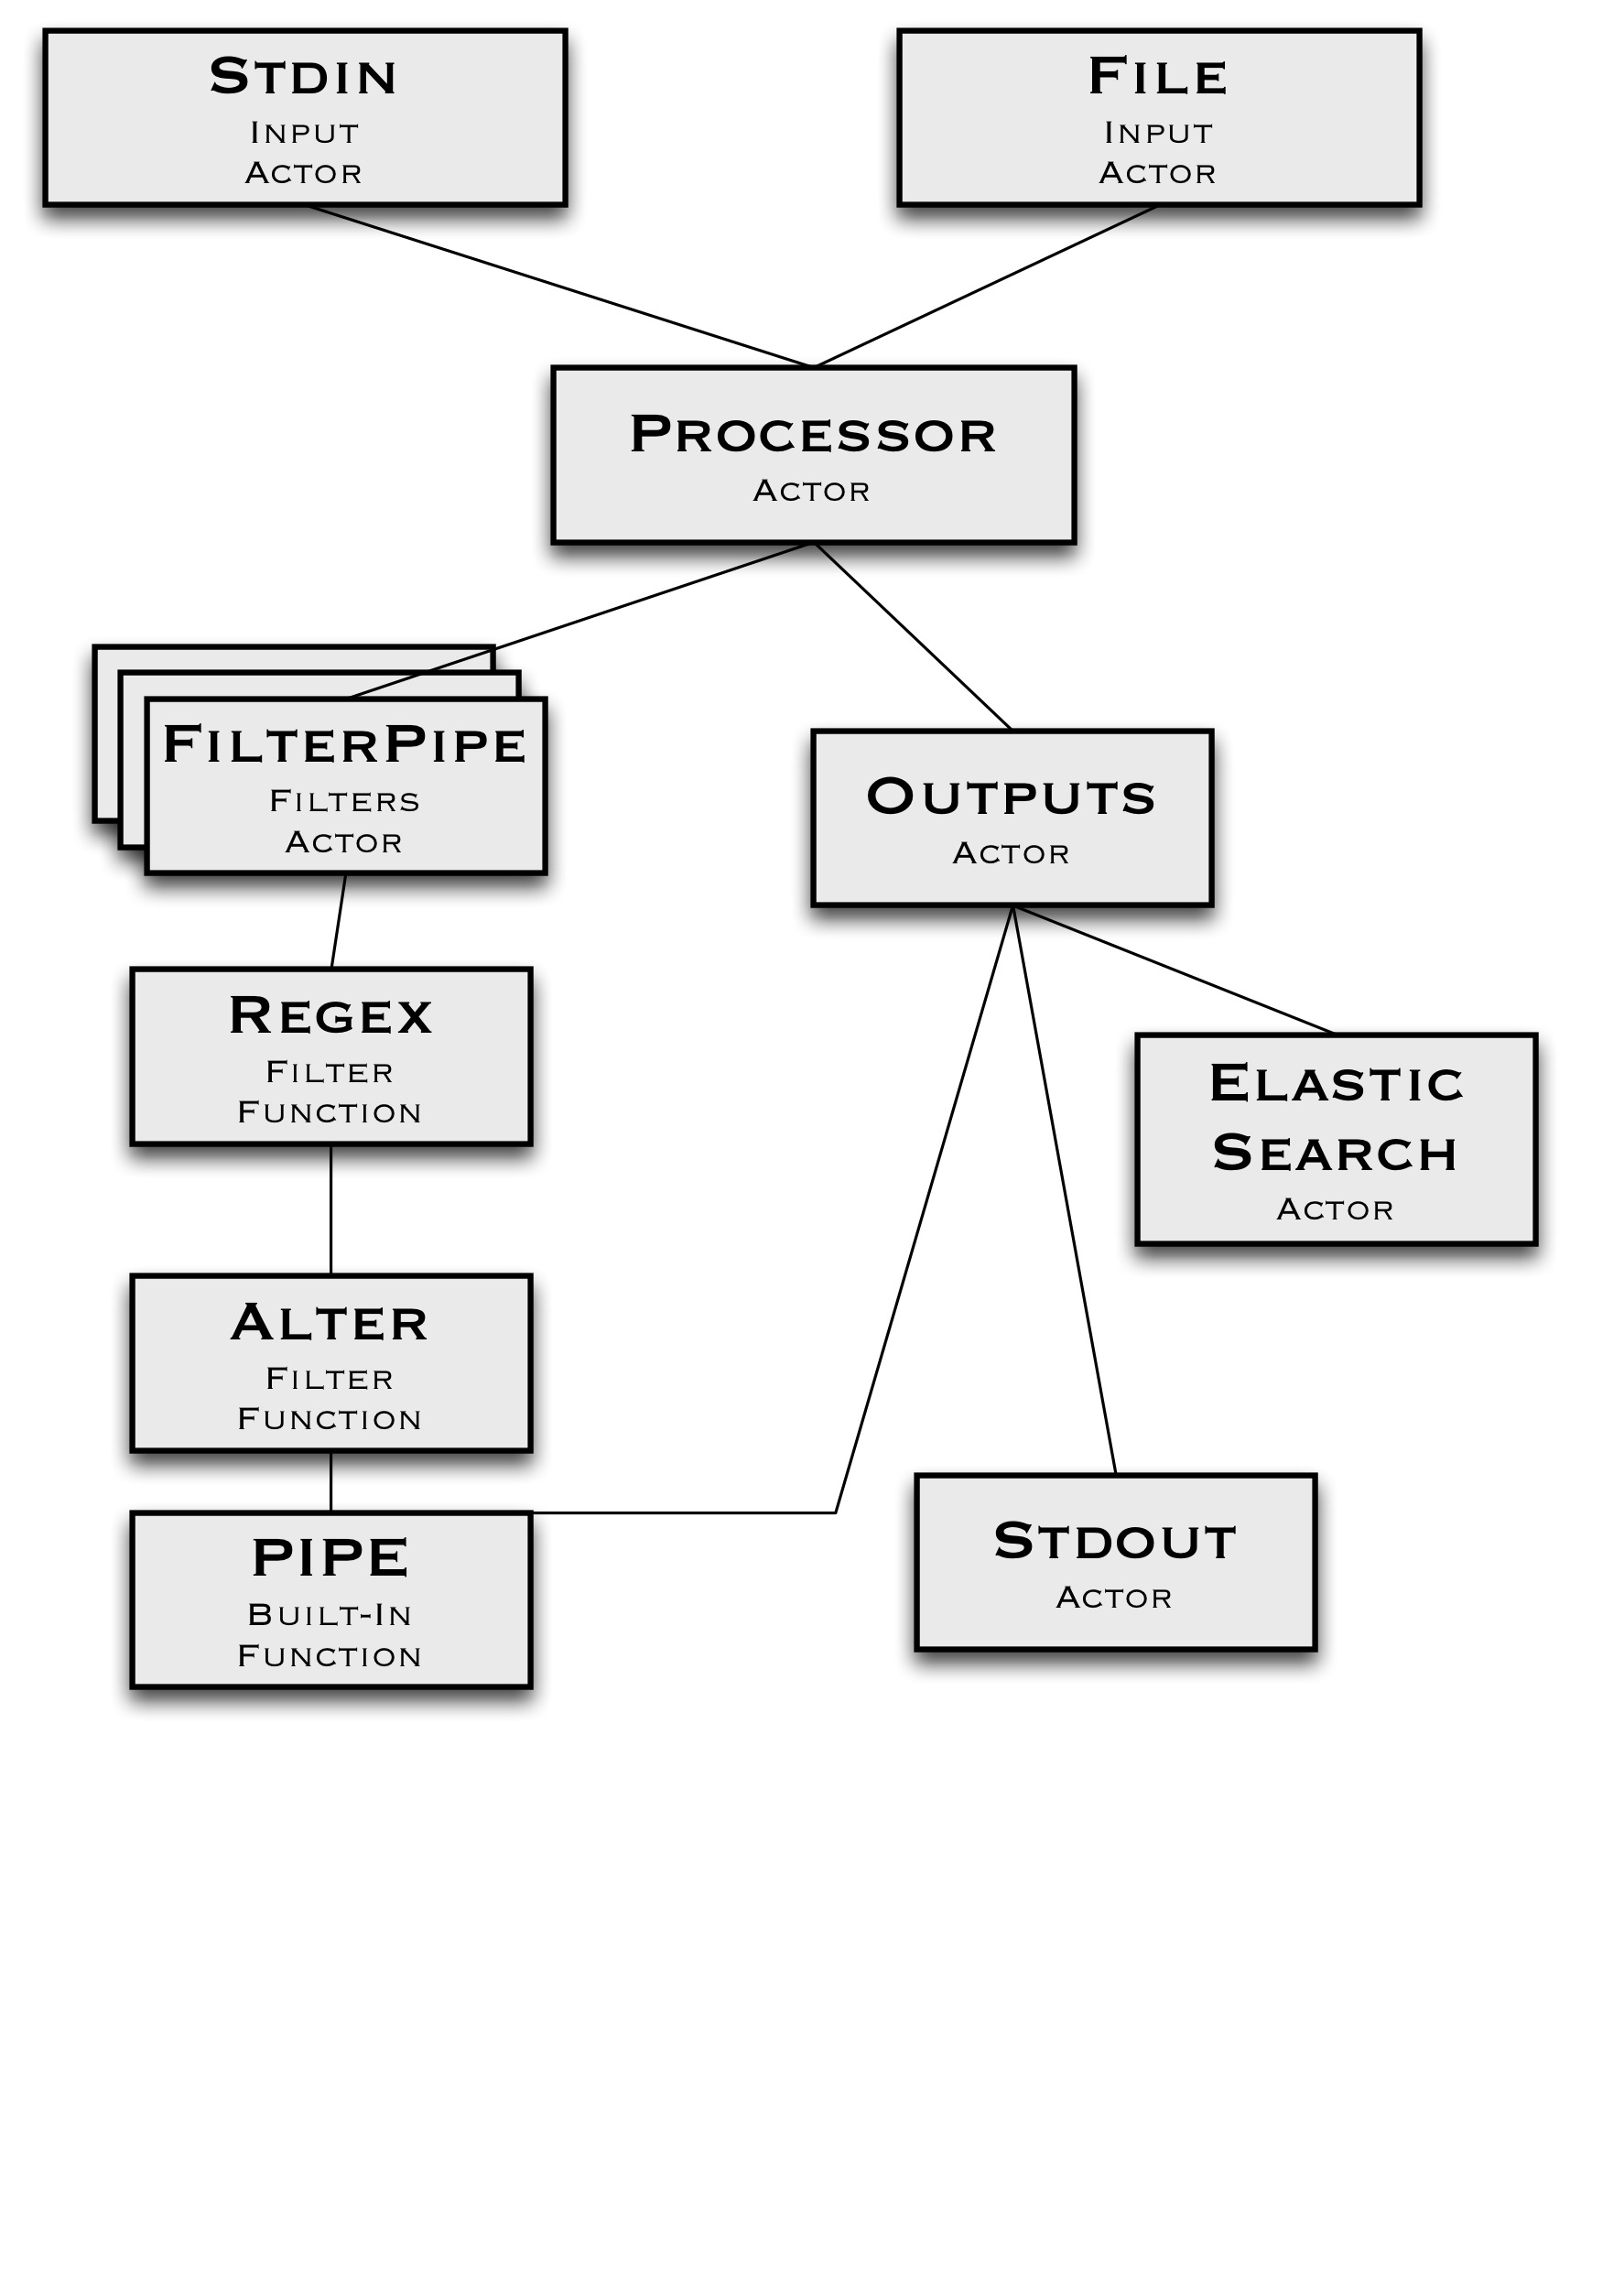 Stdin
Input
Actor
File
Input
Actor
Processor
Actor
FilterPipe
Filters
Actor
Outputs
Actor
Regex
Filter
Function
Elastic
Search
Actor
Alter
Filter
Function
PIPE
Built-In
Function
Stdout
Actor